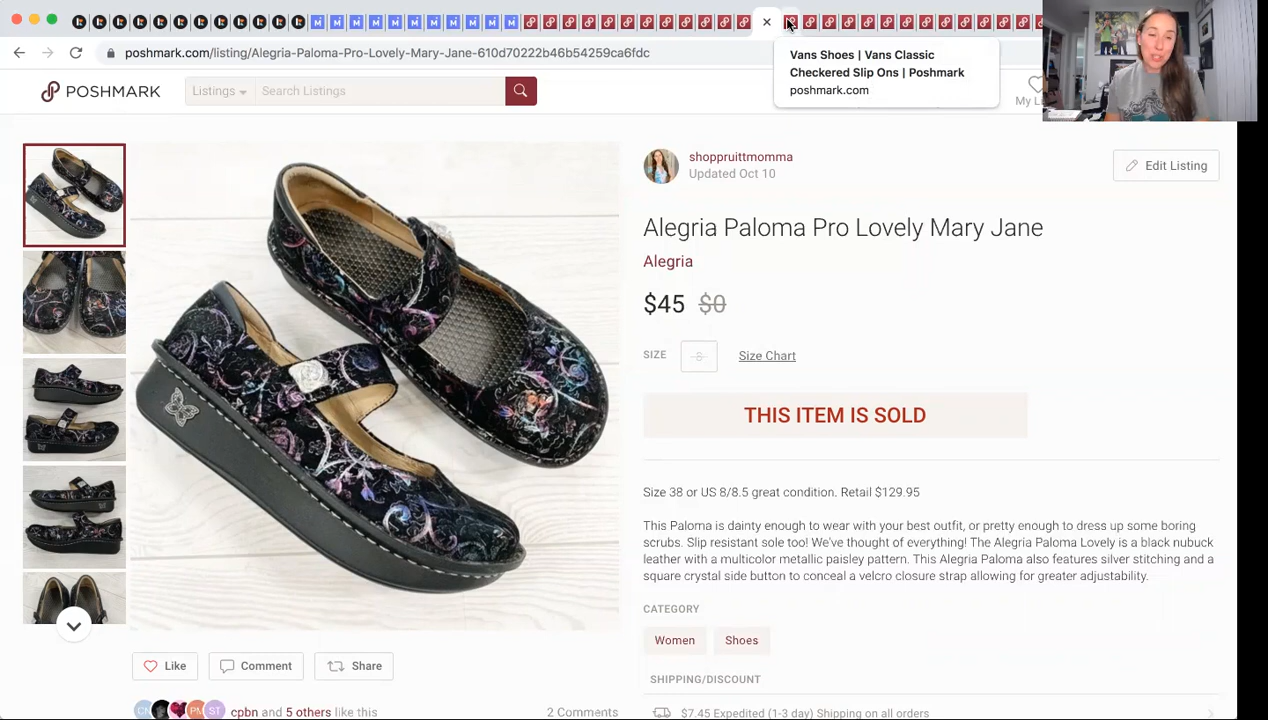 Vans Shoes | Vans Classic
Checkered Slip Ons | Poshmark
poshmark.com
poshmark.com/listing/Alegria-Paloma-Pro-Lovely-Mary-Jane-610d70222b46b54259ca6fdc
POSHMARK
Listings
Search Listings
My
shoppruittmomma
Updated Oct 10
Edit Listing
Alegria Paloma Pro Lovely Mary Jane
Alegria
$45 $0
SIZE 8 Size Chart
THIS ITEM IS SOLD
Size 38 or US 8/8.5 great condition. Retail $129.95
This Paloma is dainty enough to wear with your best outfit, or pretty enough to dress up some boring
scrubs. Slip resistant sole too! We've thought of everything! The Alegria Paloma Lovely is a black nubuck
leather with a multicolor metallic paisley pattern. This Alegria Paloma also features silver stitching and a
square crystal side button to conceal a velcro closure strap allowing for greater adjustability.
CATEGORY
Women Shoes
SHIPPING/DISCOUNT
$7.45 Expedited (1-3 day) Shipping on all orders
Like Comment Share
cpbn and 5 others like this
2 Comments